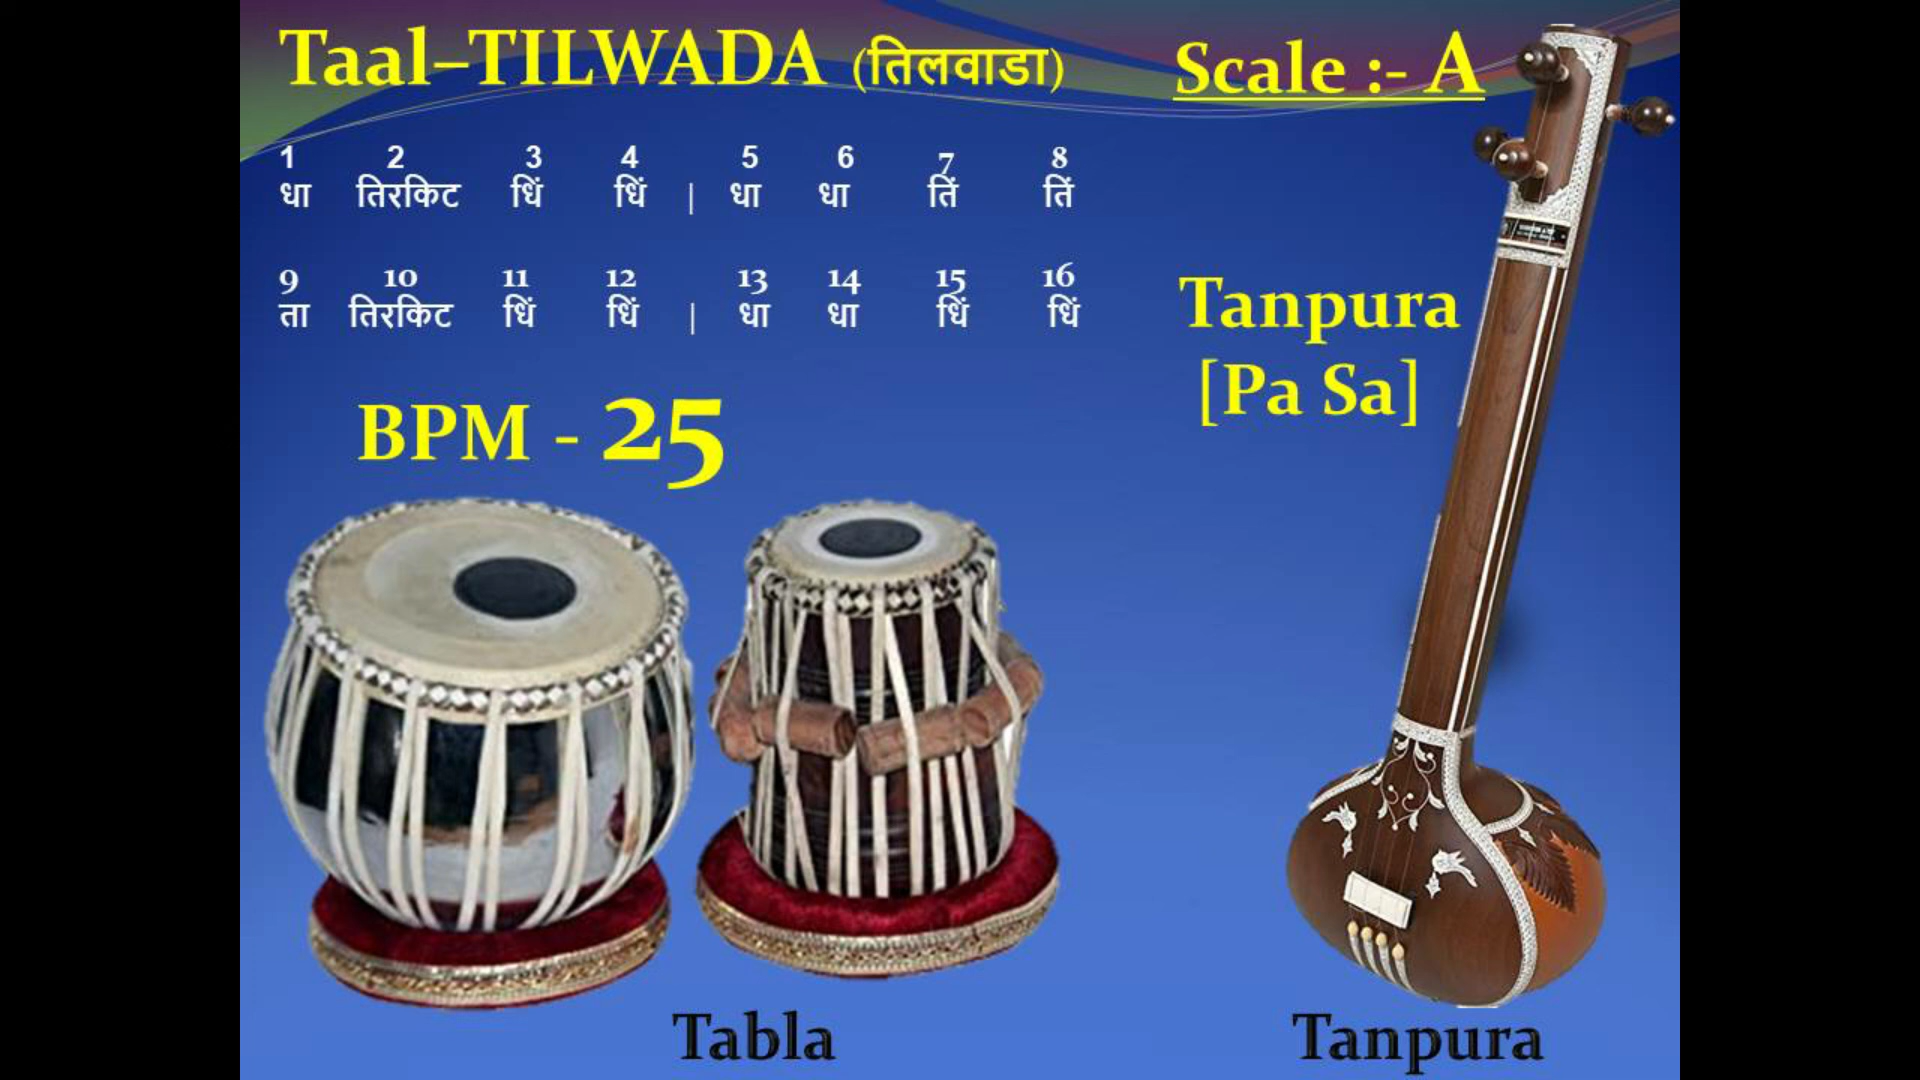 Taal–TILWADA (तिलवाडा)
Scale :- A
1 2 3 4 5 6 7 8
धा तिरकिट धिं धिं | धा धा तिं तिं
9 10 11 12 13 14 15 16
ता तिरकिट धिं धिं | धा धा धिं धिं
Tanpura
[Pa Sa]
BPM - 25
Tabla
Tanpura